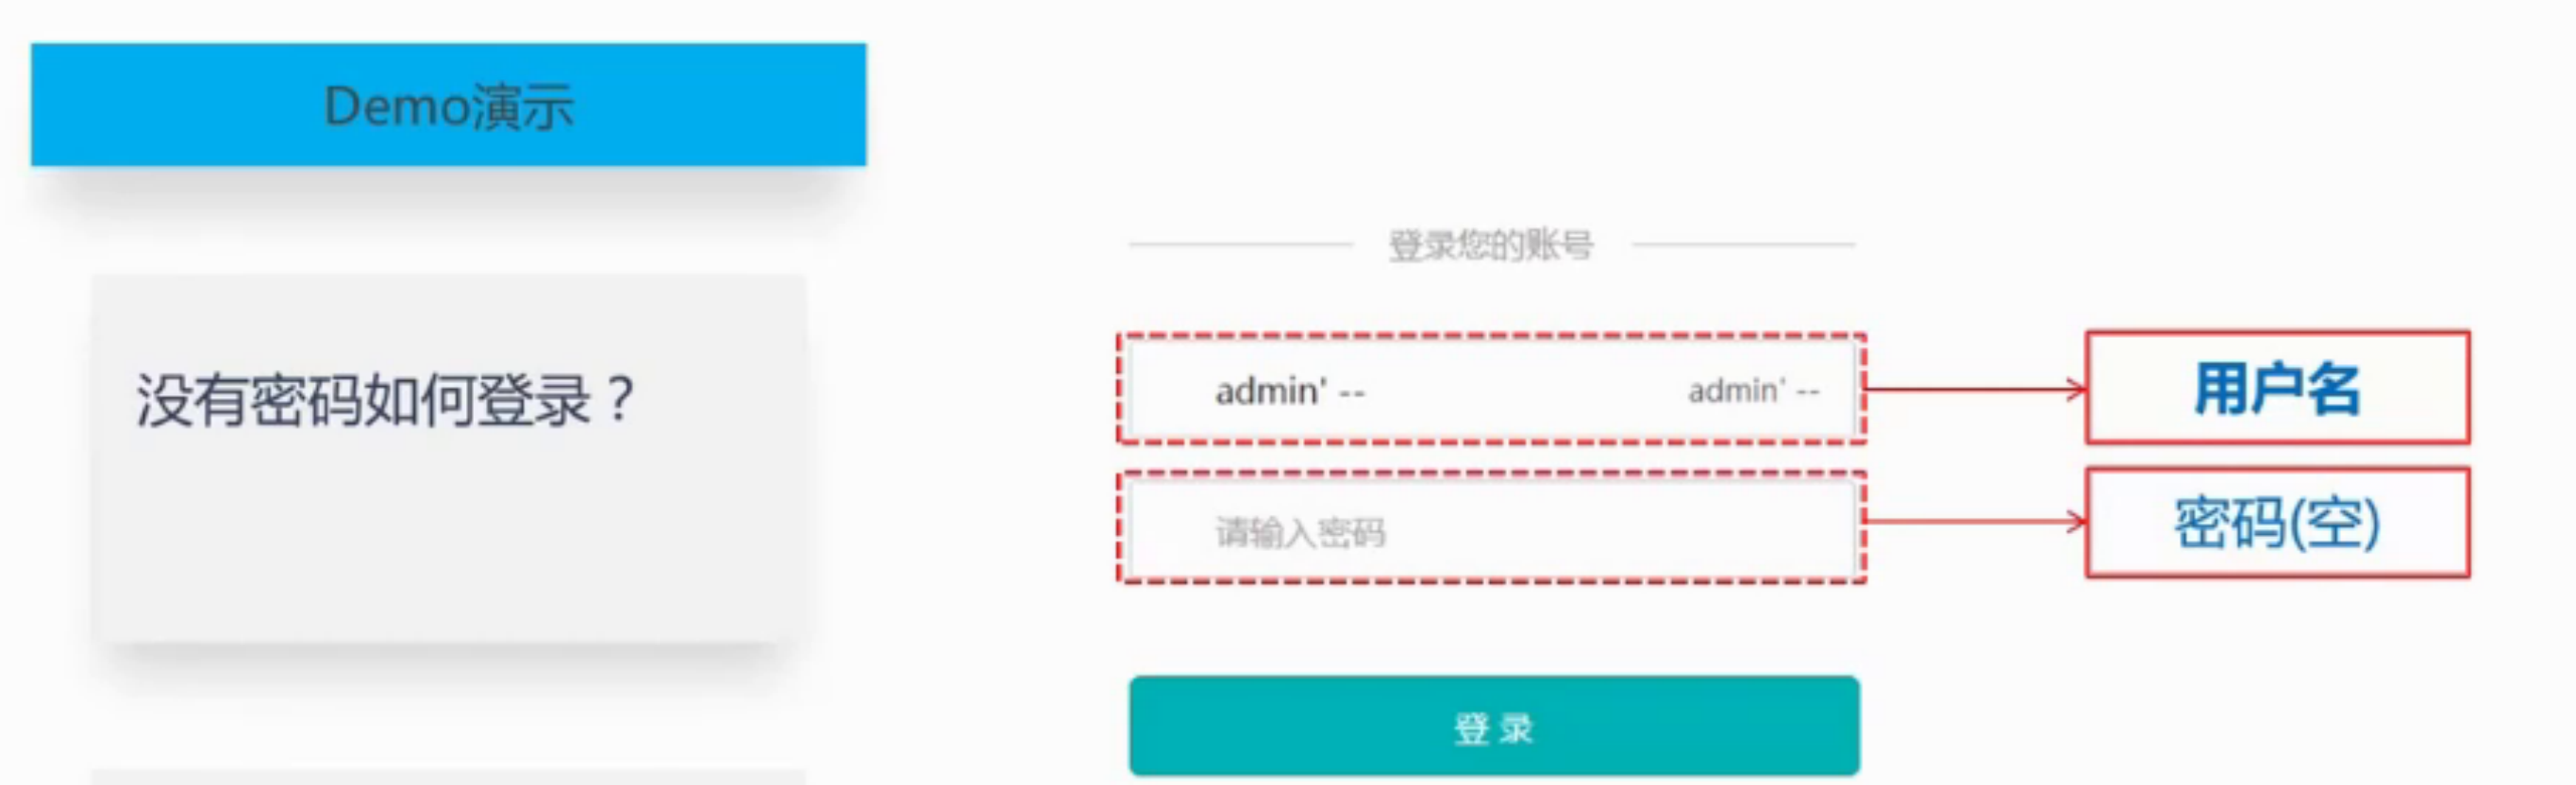 Demo演示
没有密码如何登录？
登录您的账号
admin' -- admin' --
用户名
请输入密码
密码(空)
登 录